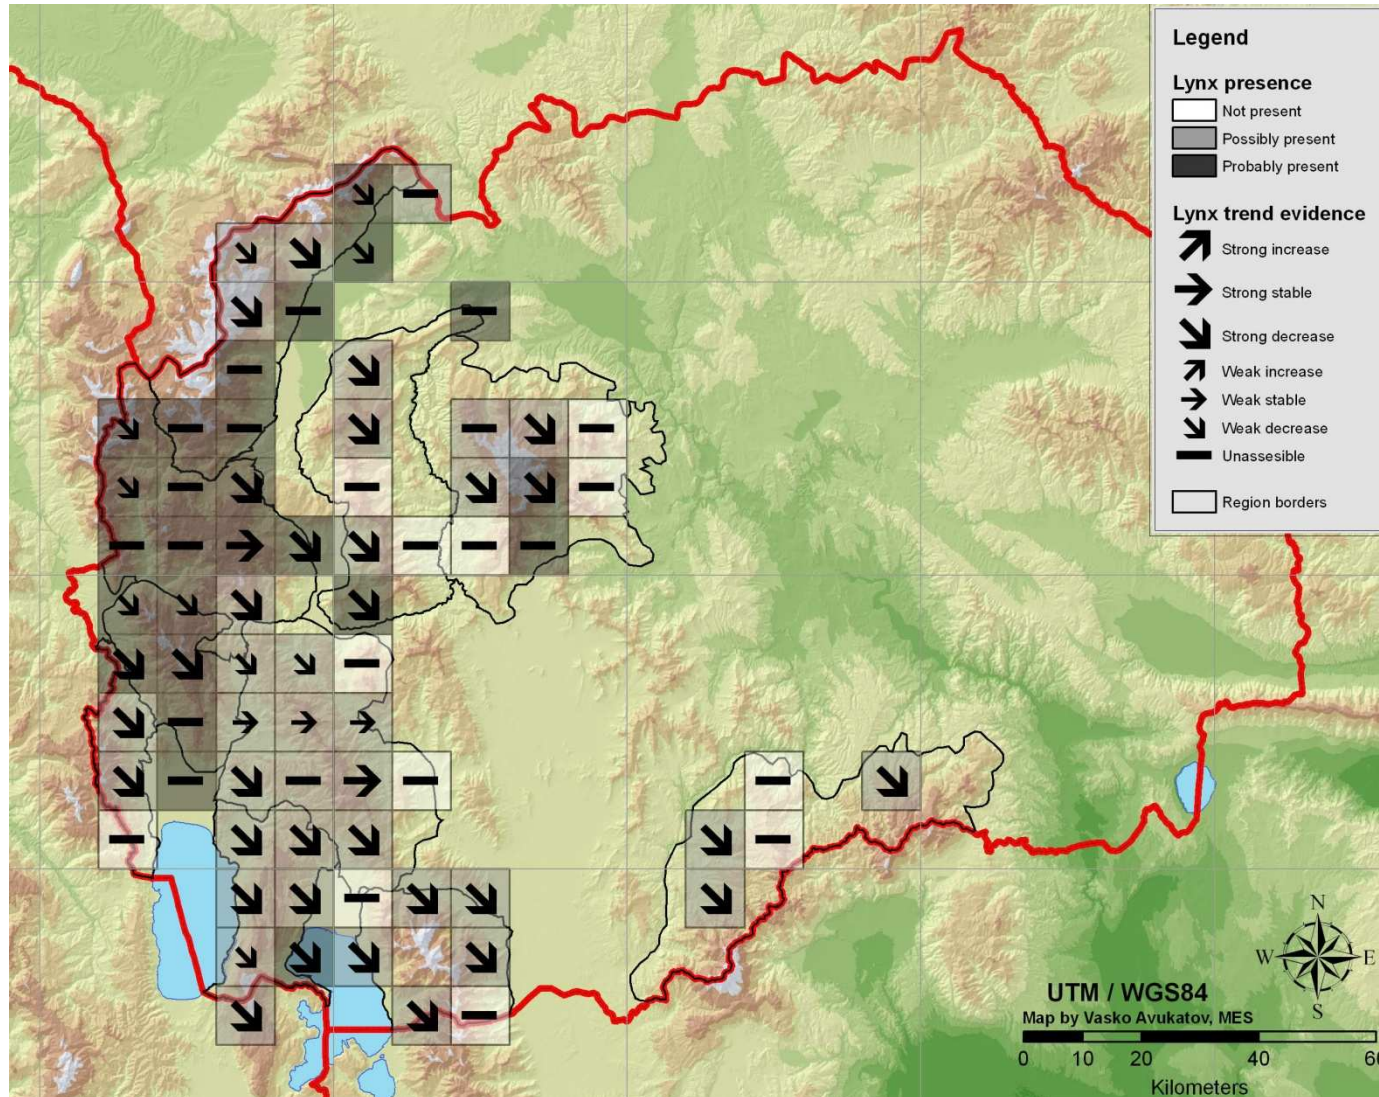 Legend
Lynx presence
Not present
Possibly present
Probably present
Lynx trend evidence
Strong increase
Strong stable
Strong decrease
Weak increase
Weak stable
Weak decrease
Unassesible
Region borders
N
W E
S
UTM / WGS84
Map by Vasko Avukatov, MES
0 10 20 40 60
Kilometers